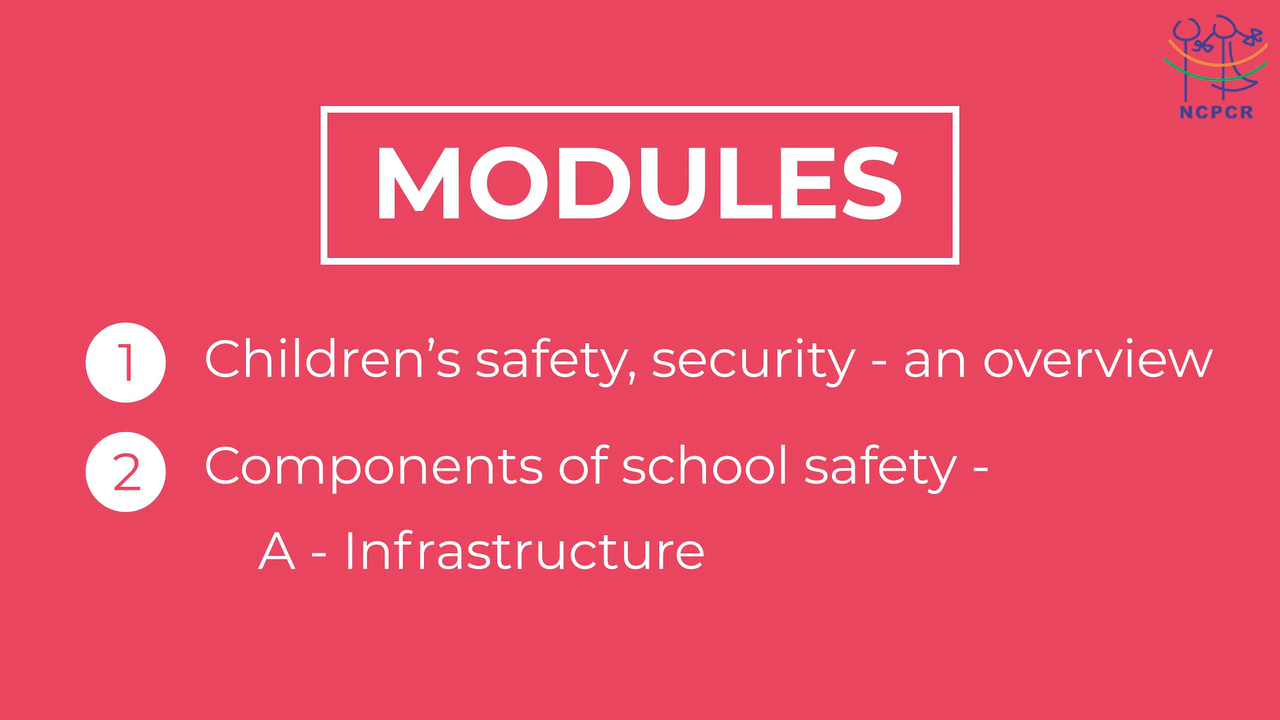 NCPCR
MODULES
1 Children’s safety, security - an overview
2 Components of school safety -
A - Infrastructure